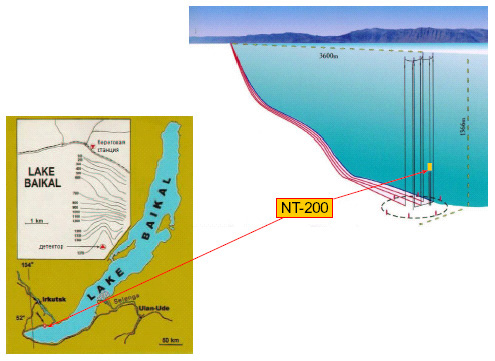 3600m
1366m
NT-200
береговая
станция
LAKE
BAIKAL
1 km
детектор
104°
Irkutsk
52°
LAKE BAIKAL
Selenga
Ulan-Ude
50 km